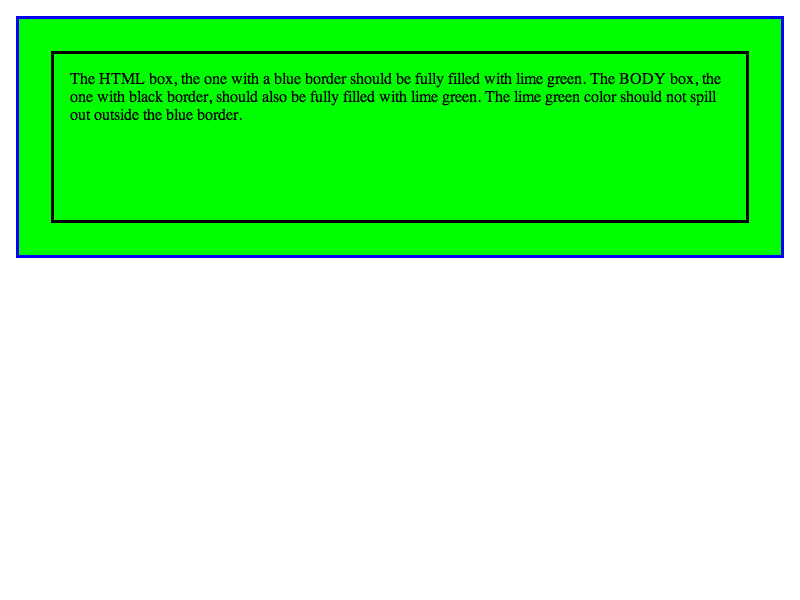 The HTML box, the one with a blue border should be fully filled with lime green. The BODY box, the
one with black border, should also be fully filled with lime green. The lime green color should not spill
out outside the blue border.